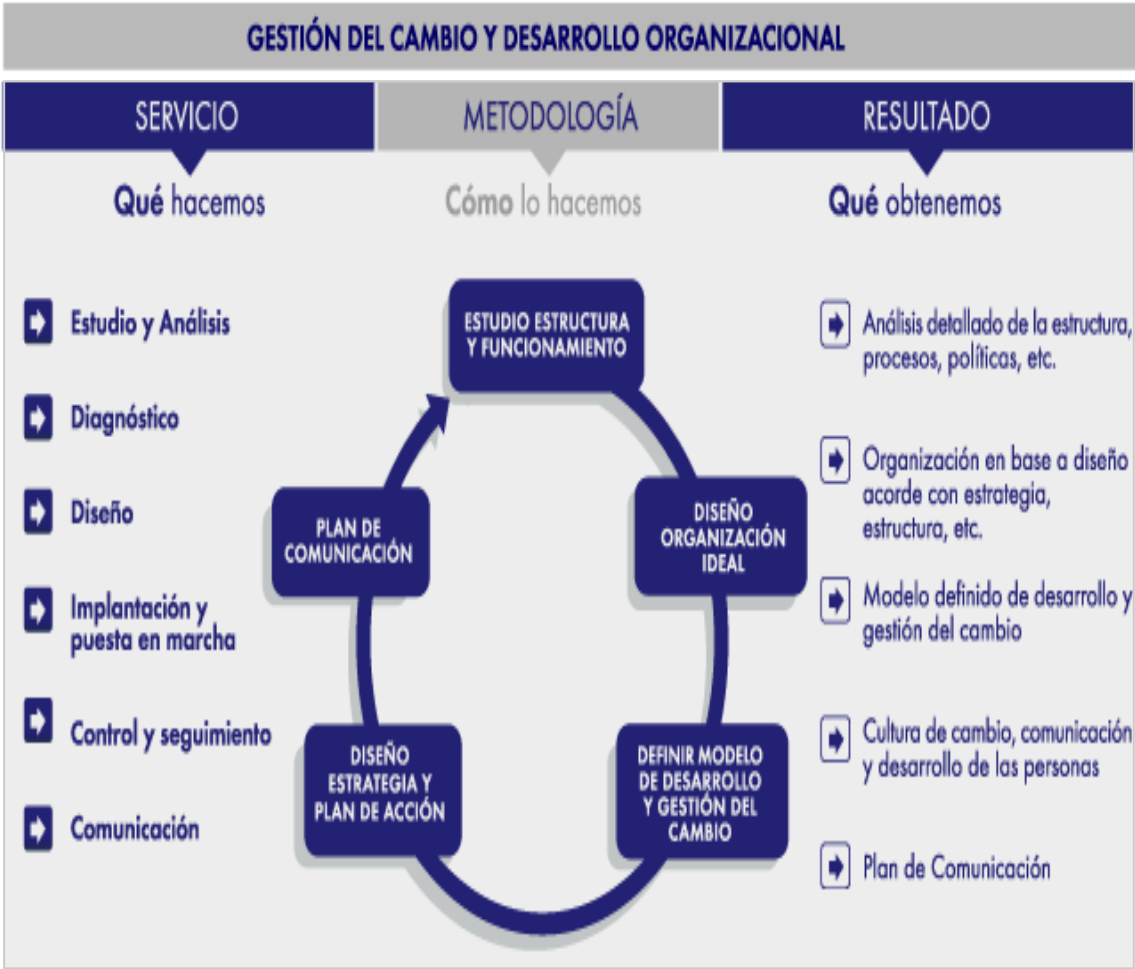 GESTIÓN DEL CAMBIO Y DESARROLLO ORGANIZACIONAL
SERVICIO
Qué hacemos
Estudio y Análisis
Diagnóstico
Diseño
Implantación y
puesta en marcha
Control y seguimiento
Comunicación
METODOLOGÍA
Cómo lo hacemos
ESTUDIO ESTRUCTURA
Y FUNCIONAMIENTO
DISEÑO
ORGANIZACIÓN
IDEAL
DEFINIR MODELO
DE DESARROLLO
Y GESTIÓN DEL
CAMBIO
DISEÑO
ESTRATEGIA Y
PLAN DE ACCIÓN
PLAN DE
COMUNICACIÓN
RESULTADO
Qué obtenemos
Análisis detallado de la estructura,
procesos, políticas, etc.
Organización en base a diseño
acorde con estrategia,
estructura, etc.
Modelo definido de desarrollo y
gestión del cambio
Cultura de cambio, comunicación
y desarrollo de las personas
Plan de Comunicación